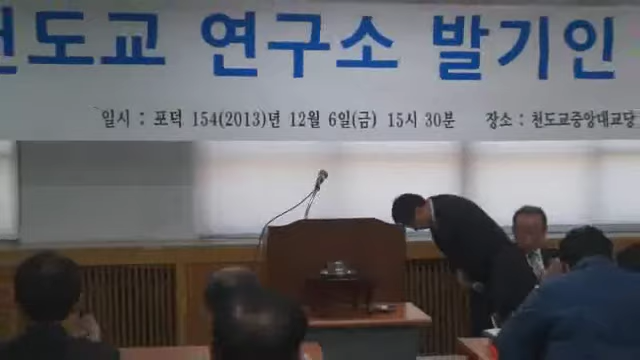 천도교 연구소 발기인
일시 : 포덕 154(2013)년 12월 6일(금) 15시 30분 장소 : 천도교중앙대교당